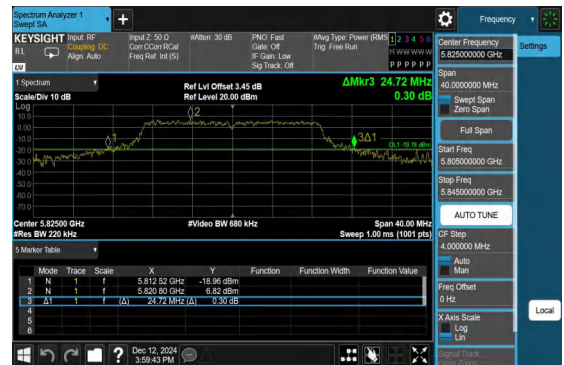 Spectrum Analyzer 1
Swept SA
+
Frequency
KEYSIGHT
RL
LXI
Input: RF
Coupling: DC
Align: Auto
Input Z: 50 Ω
Corr CCorr RCal
Freq Ref: Int (S)
#Atten: 30 dB
PNO: Fast
Gate: Off
IF Gain: Low
Sig Track: Off
#Avg Type: Power (RMS
Trig: Free Run
1 2 3 4 5 6
M W W W W W
P P P P P P
1 Spectrum
Scale/Div 10 dB
Ref Lvl Offset 3.45 dB
Ref Level 20.00 dBm
ΔMkr3 24.72 MHz
0.30 dB
Log
10.0
0.00
-10.0
-20.0
-30.0
-40.0
-50.0
-60.0
-70.0
1
2
3Δ1
DL1 -19.18 dBm
Center 5.82500 GHz
#Res BW 220 kHz
#Video BW 680 kHz
Span 40.00 MHz
Sweep 1.00 ms (1001 pts)
5 Marker Table
Mode Trace Scale X Y Function Function Width Function Value
1 N 1 f 5.812 52 GHz -18.96 dBm
2 N 1 f 5.820 80 GHz 6.82 dBm
3 Δ1 1 f (Δ) 24.72 MHz (Δ) 0.30 dB
4
5
6
Dec 12, 2024
3:59:43 PM
Center Frequency
5.825000000 GHz
Span
40.0000000 MHz
Swept Span
Zero Span
Full Span
Start Freq
5.805000000 GHz
Stop Freq
5.845000000 GHz
AUTO TUNE
CF Step
4.000000 MHz
Auto
Man
Freq Offset
0 Hz
X Axis Scale
Log
Lin
Signal Track
Settings
Local